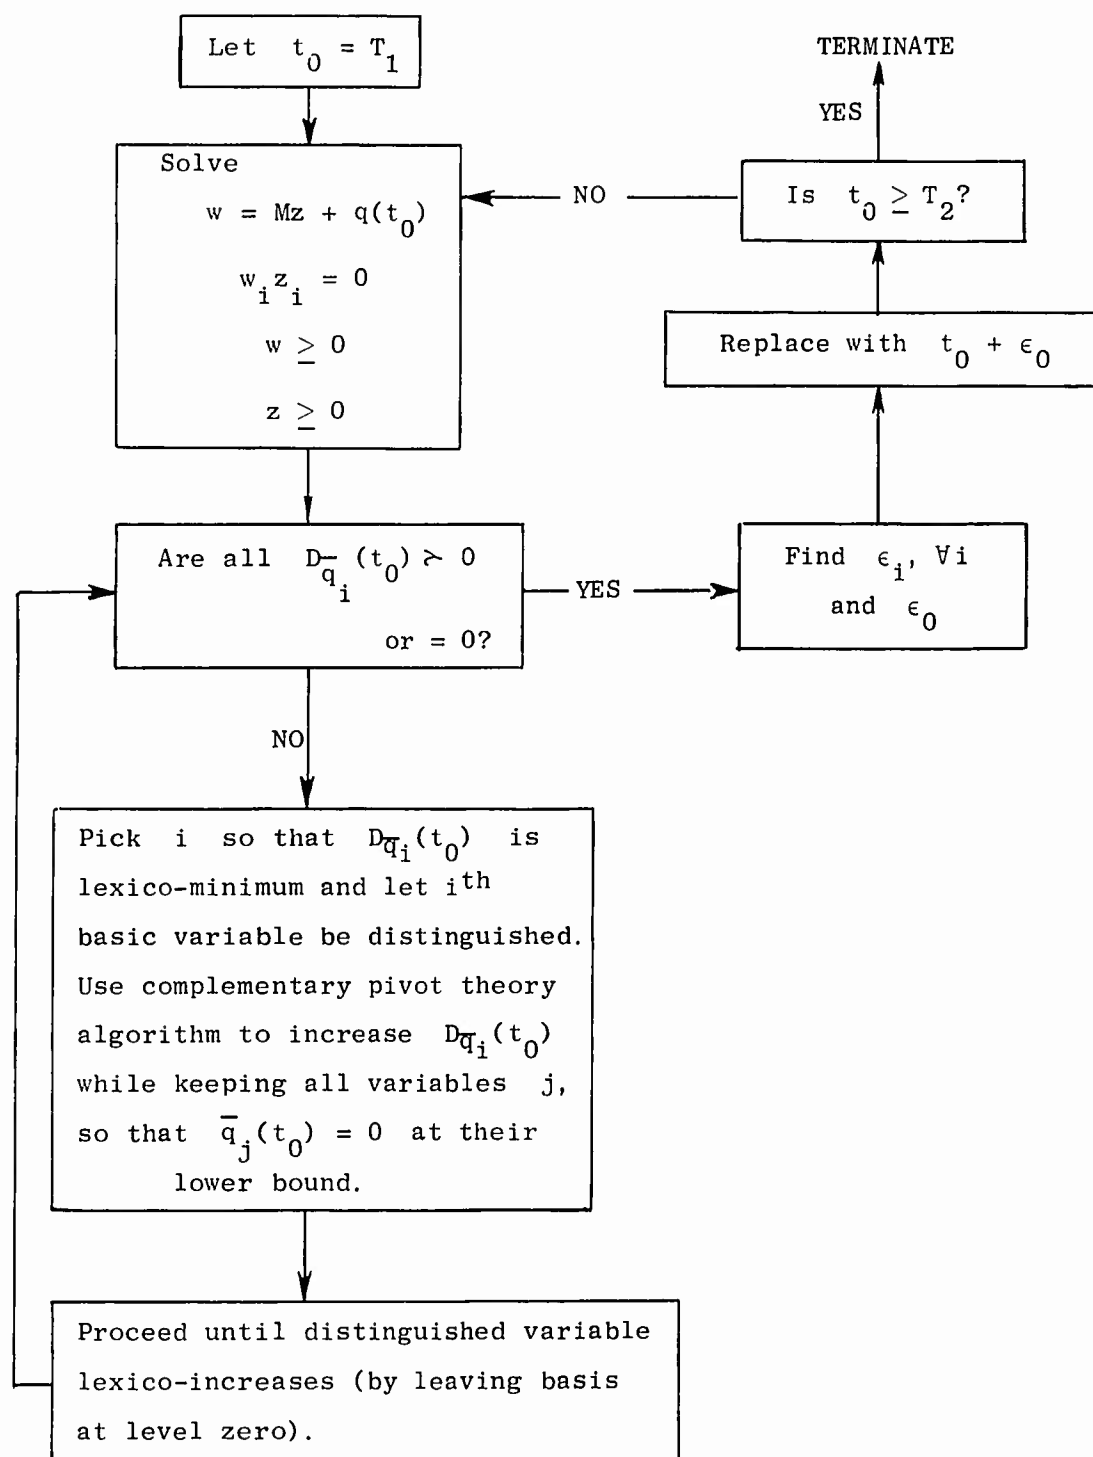 Let t₀ = T₁
Solve
w = Mz + q(t₀)
wᵢzᵢ = 0
w ≥ 0
z ≥ 0
Are all D_q̅ᵢ(t₀) ≻ 0
or = 0?
NO
Pick i so that D_q̅ᵢ(t₀) is
lexico-minimum and let iᵗʰ
basic variable be distinguished.
Use complementary pivot theory
algorithm to increase D_q̅ᵢ(t₀)
while keeping all variables j,
so that q̅ⱼ(t₀) = 0 at their
lower bound.
Proceed until distinguished variable
lexico-increases (by leaving basis
at level zero).
YES
Find ϵᵢ, ∀i
and ϵ₀
Replace with t₀ + ϵ₀
Is t₀ ≥ T₂?
NO
YES
TERMINATE